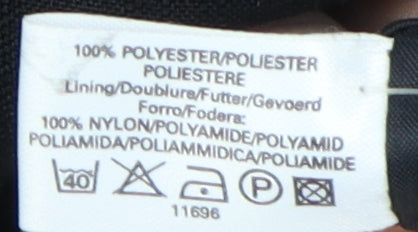 100% POLYESTER/POLIESTER
POLIESTERE
Lining/Doublure/Futter/Gevoerd
Forro/Fodera:
100% NYLON/POLYAMIDE/POLYAMID
POLIAMIDA/POLIAMMIDICA/POLIAMIDE
40 P
11696